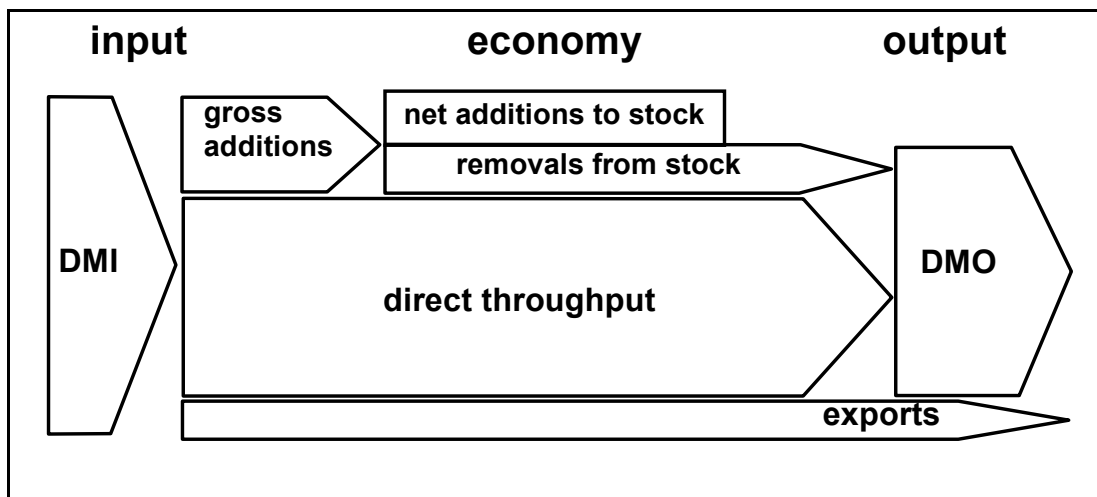 input economy output
gross
additions
net additions to stock
removals from stock
DMI
direct throughput
DMO
exports